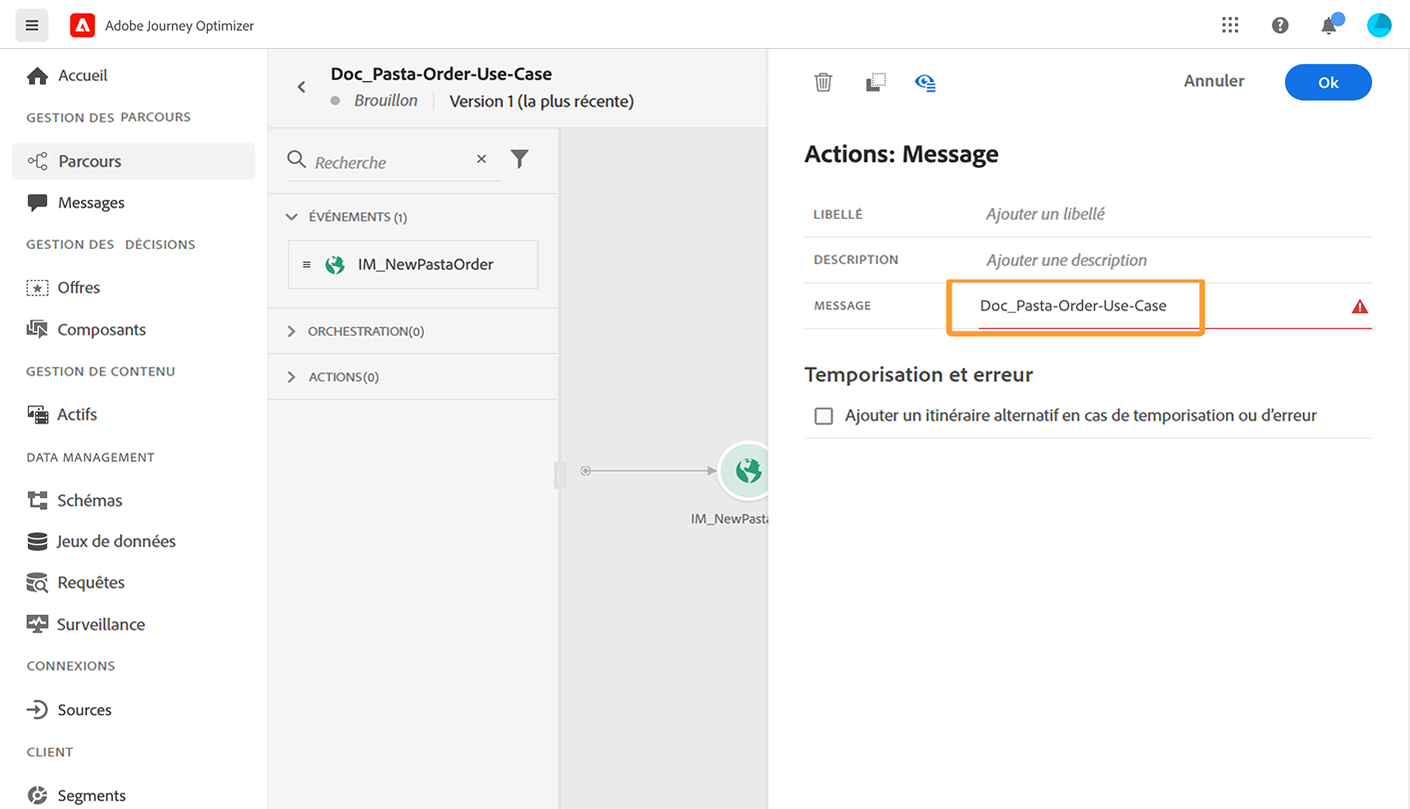 Adobe Journey Optimizer
Accueil
GESTION DES PARCOURS
Parcours
Messages
GESTION DES DÉCISIONS
Offres
Composants
GESTION DE CONTENU
Actifs
DATA MANAGEMENT
Schémas
Jeux de données
Requêtes
Surveillance
CONNEXIONS
Sources
CLIENT
Segments
Doc_Pasta-Order-Use-Case
Brouillon Version 1 (la plus récente)
Recherche
ÉVÉNEMENTS (1)
IM_NewPastaOrder
ORCHESTRATION(0)
ACTIONS(0)
IM_NewPasta
Annuler Ok
Actions: Message
LIBELLÉ Ajouter un libellé
DESCRIPTION Ajouter une description
MESSAGE Doc_Pasta-Order-Use-Case
Temporisation et erreur
Ajouter un itinéraire alternatif en cas de temporisation ou d’erreur